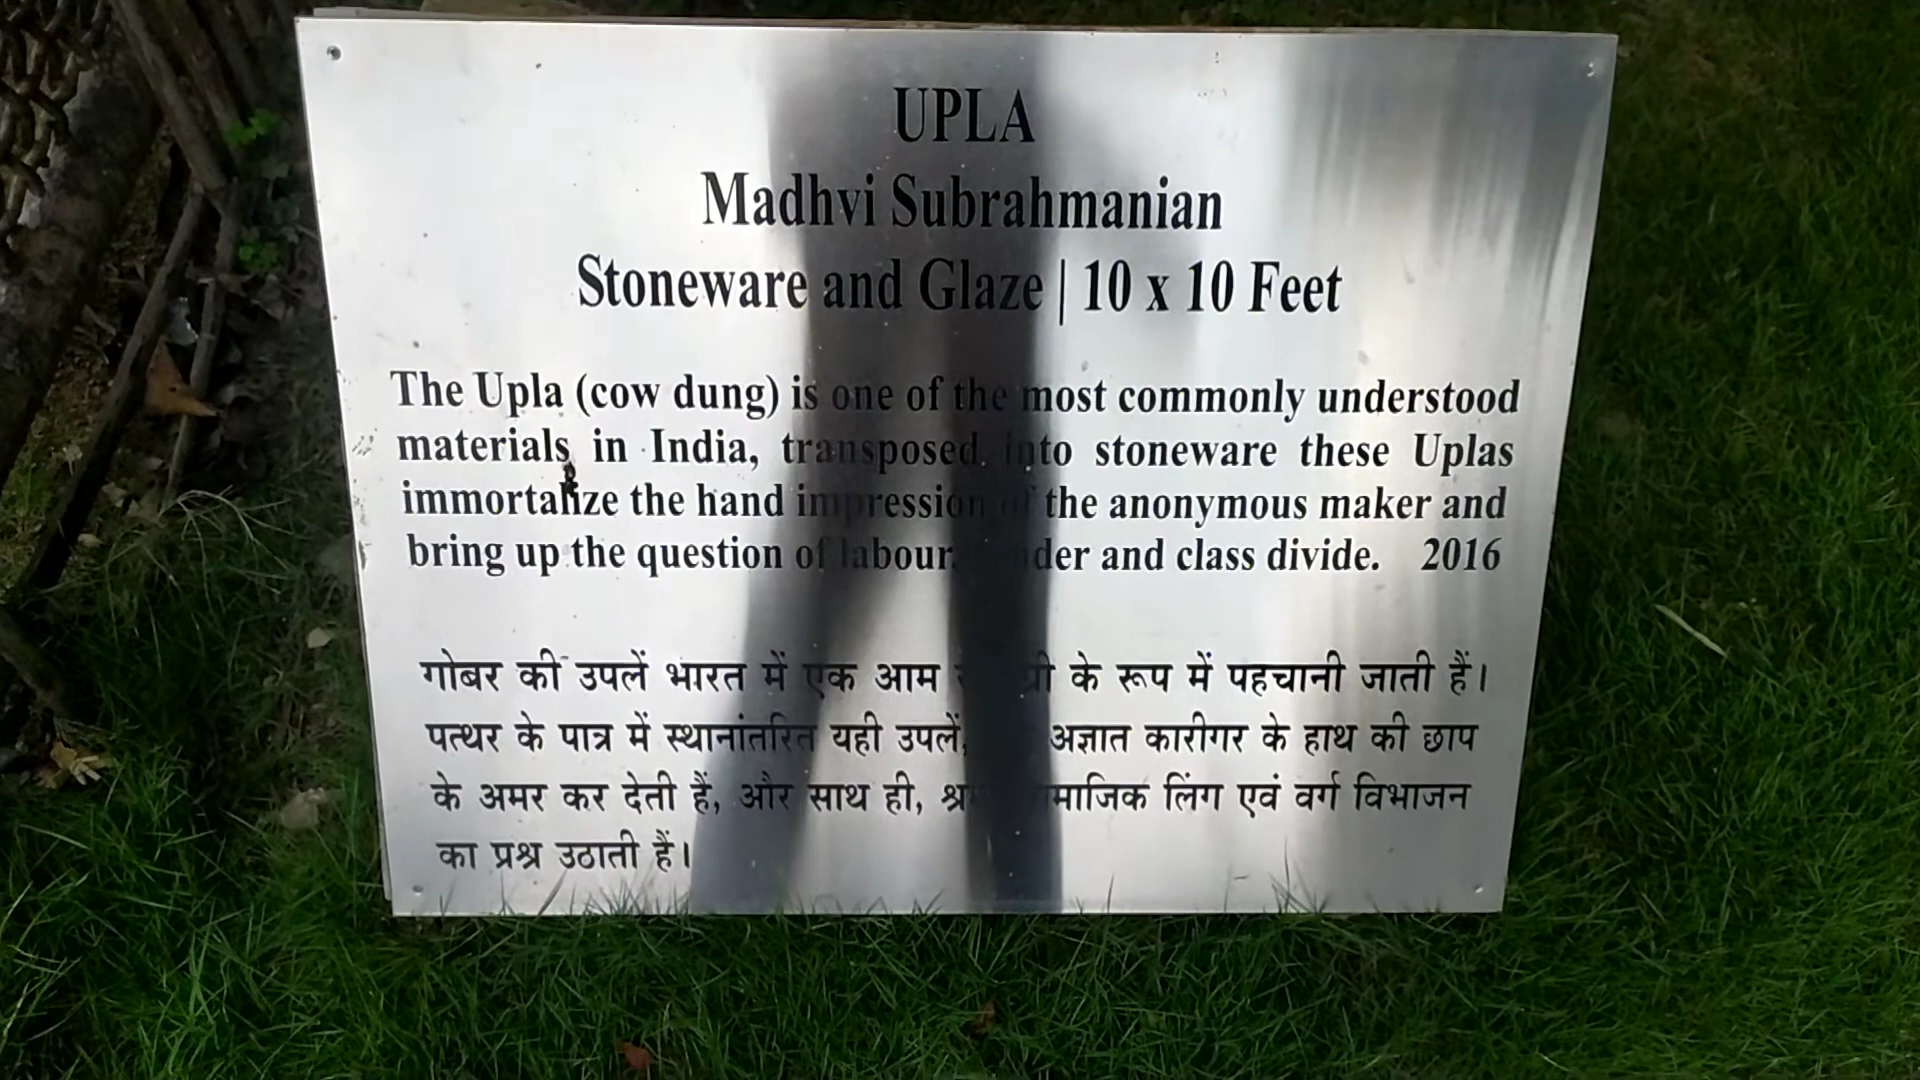 UPLA
Madhvi Subrahmanian
Stoneware and Glaze | 10 x 10 Feet
The Upla (cow dung) is one of the most commonly understood
materials in India, transposed into stoneware these Uplas
immortalize the hand impression of the anonymous maker and
bring up the question of labour, and class divide. 2016
गोबर की उपलें भारत में एक आम के रूप में पहचानी जाती हैं।
पत्थर के पात्र में स्थानांतरित यही उपलें, अज्ञात कारीगर के हाथ की छाप
के अमर कर देती हैं, और साथ ही, लिंग एवं वर्ग विभाजन
का प्रश्न उठाती हैं।